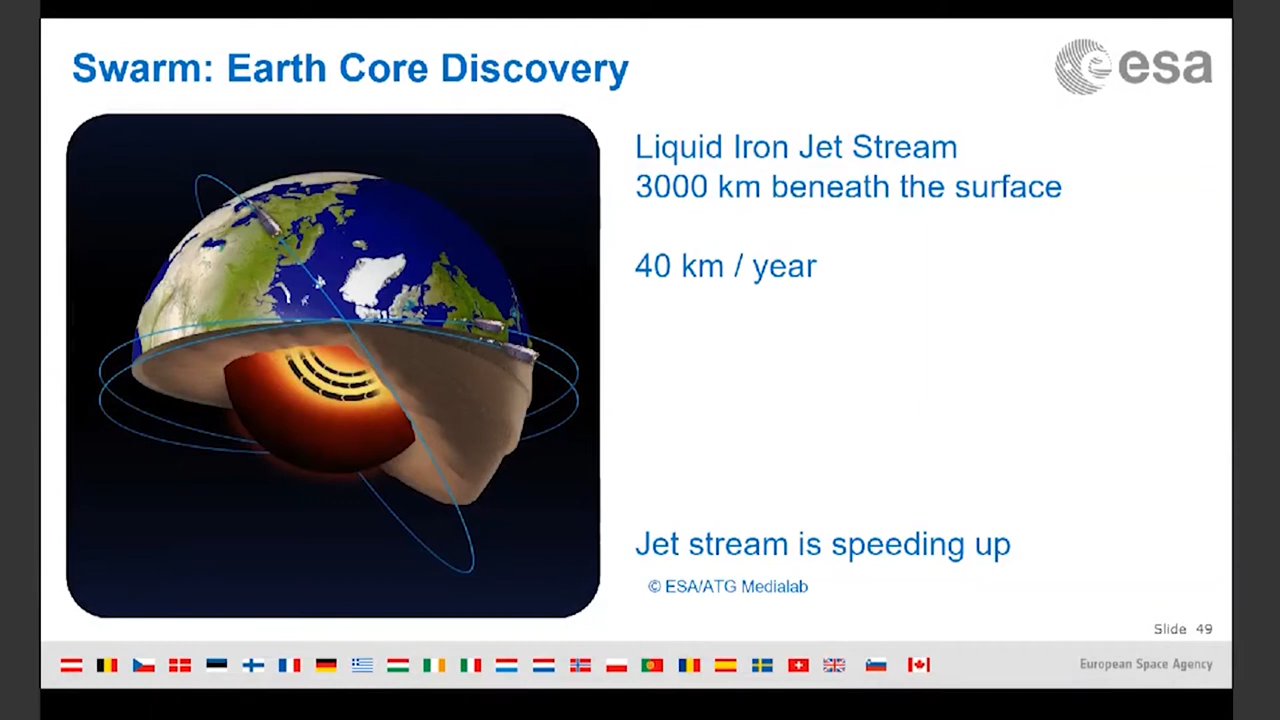 Swarm: Earth Core Discovery
esa
Liquid Iron Jet Stream
3000 km beneath the surface
40 km / year
Jet stream is speeding up
© ESA/ATG Medialab
Slide 49
European Space Agency